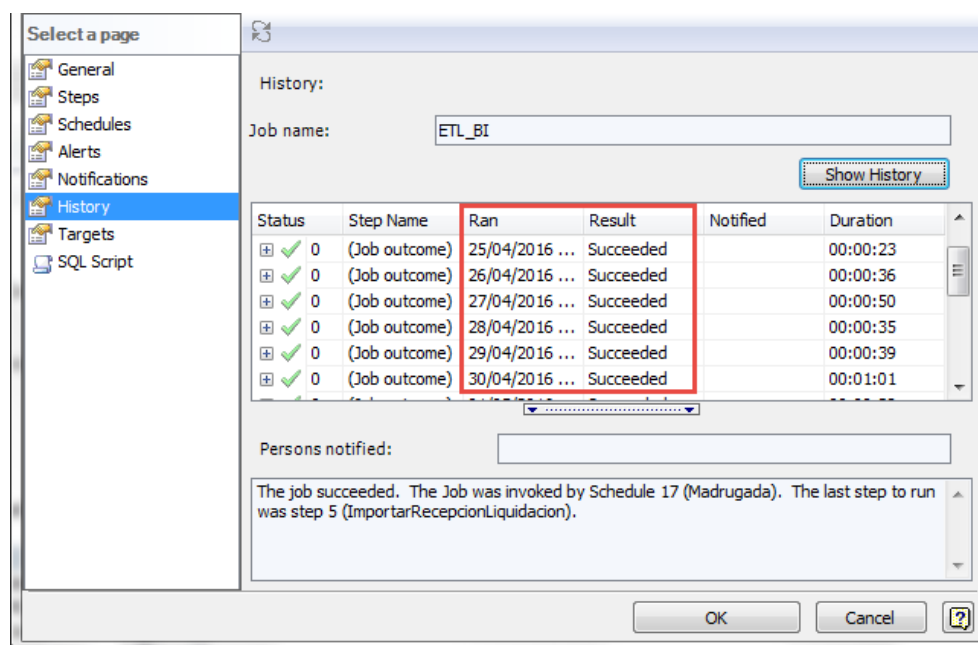 Select a page
General
Steps
Schedules
Alerts
Notifications
History
Targets
SQL Script
History:
Job name: ETL_BI
Show History
Status Step Name Ran Result Notified Duration
0 (Job outcome) 25/04/2016 ... Succeeded 00:00:23
0 (Job outcome) 26/04/2016 ... Succeeded 00:00:36
0 (Job outcome) 27/04/2016 ... Succeeded 00:00:50
0 (Job outcome) 28/04/2016 ... Succeeded 00:00:35
0 (Job outcome) 29/04/2016 ... Succeeded 00:00:39
0 (Job outcome) 30/04/2016 ... Succeeded 00:01:01
Persons notified:
The job succeeded. The Job was invoked by Schedule 17 (Madrugada). The last step to run
was step 5 (ImportarRecepcionLiquidacion).
OK Cancel ?